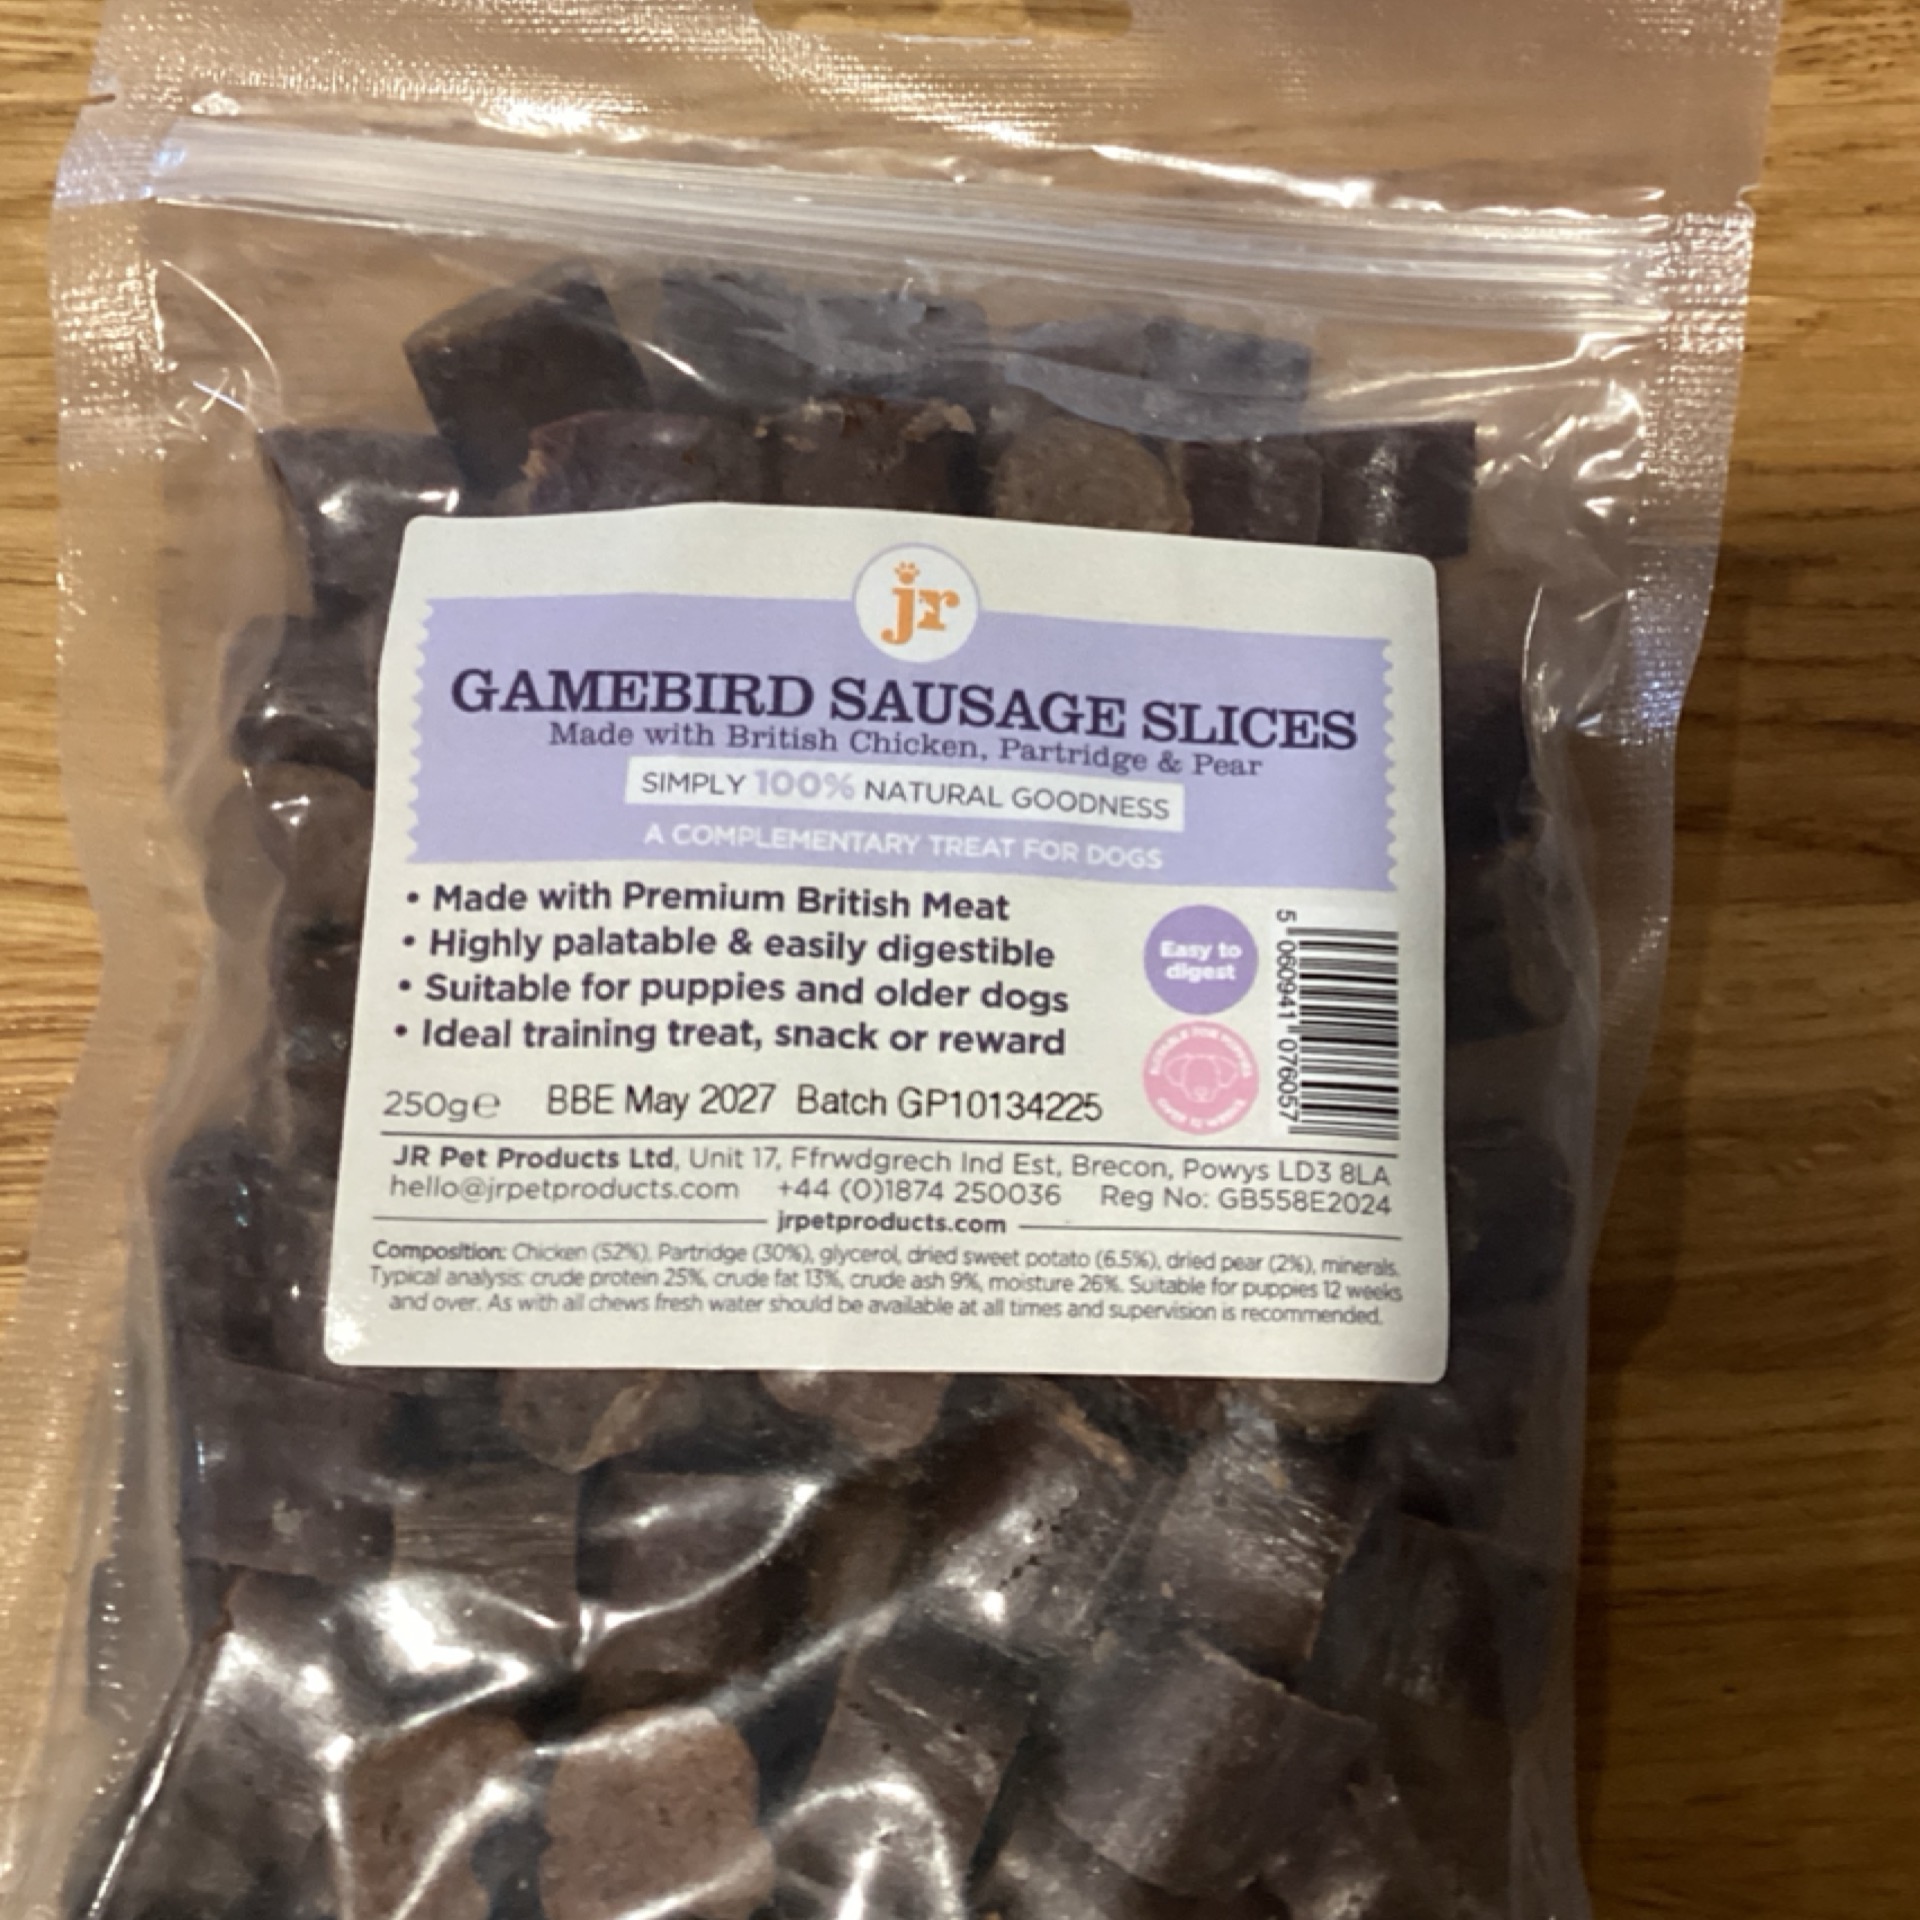 jr
GAMEBIRD SAUSAGE SLICES
Made with British Chicken, Partridge & Pear
SIMPLY 100% NATURAL GOODNESS
A COMPLEMENTARY TREAT FOR DOGS
• Made with Premium British Meat
• Highly palatable & easily digestible
• Suitable for puppies and older dogs
• Ideal training treat, snack or reward
Easy to
digest
SUITABLE FOR PUPPIES
OVER 12 WEEKS
5 060941 076057
250g℮ BBE May 2027 Batch GP10134225
JR Pet Products Ltd, Unit 17, Ffrwdgrech Ind Est, Brecon, Powys LD3 8LA
hello@jrpetproducts.com +44 (0)1874 250036 Reg No: GB558E2024
jrpetproducts.com
Composition: Chicken (52%), Partridge (30%), glycerol, dried sweet potato (6.5%), dried pear (2%), minerals.
Typical analysis: crude protein 25%, crude fat 13%, crude ash 9%, moisture 26%. Suitable for puppies 12 weeks
and over. As with all chews fresh water should be available at all times and supervision is recommended.